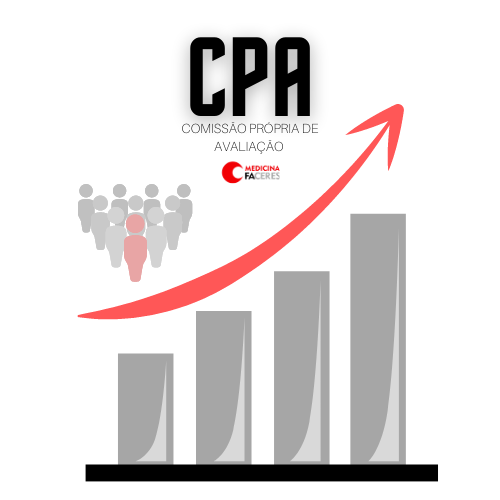 CPA
COMISSÃO PRÓPRIA DE
AVALIAÇÃO
MEDICINA
FACERES